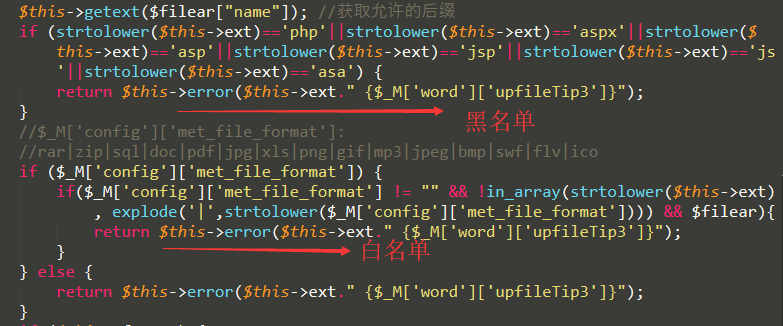 $this->getext($filear["name"]); //获取允许的后缀
if (strtolower($this->ext)=='php'||strtolower($this->ext)=='aspx'||strtolower($
this->ext)=='asp'||strtolower($this->ext)=='jsp'||strtolower($this->ext)=='js
'||strtolower($this->ext)=='asa') {
return $this->error($this->ext." {$_M['word']['upfileTip3']}");
}
黑名单
//$_M['config']['met_file_format']:
//rar|zip|sql|doc|pdf|jpg|xls|png|gif|mp3|jpeg|bmp|swf|flv|ico
if ($_M['config']['met_file_format']) {
if($_M['config']['met_file_format'] != "" && !in_array(strtolower($this->ext)
, explode('|',strtolower($_M['config']['met_file_format']))) && $filear){
return $this->error($this->ext." {$_M['word']['upfileTip3']}");
白名单
}
} else {
return $this->error($this->ext." {$_M['word']['upfileTip3']}");
}